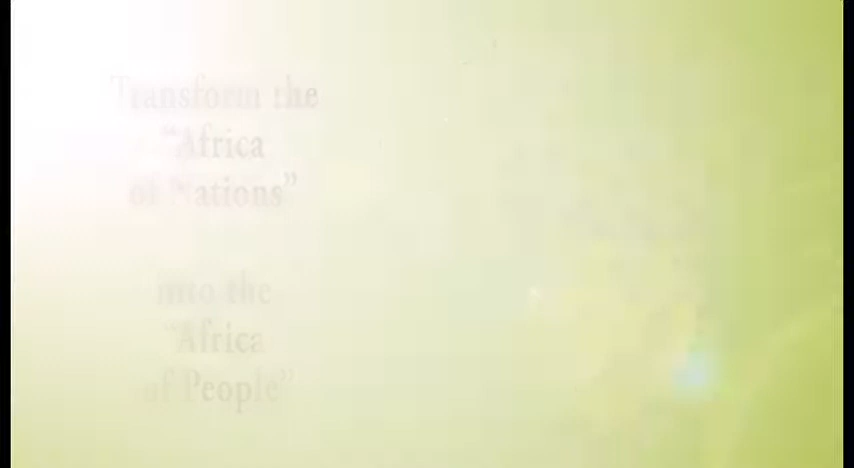 Transform the
“Africa
of Nations”
into the
“Africa
of People”